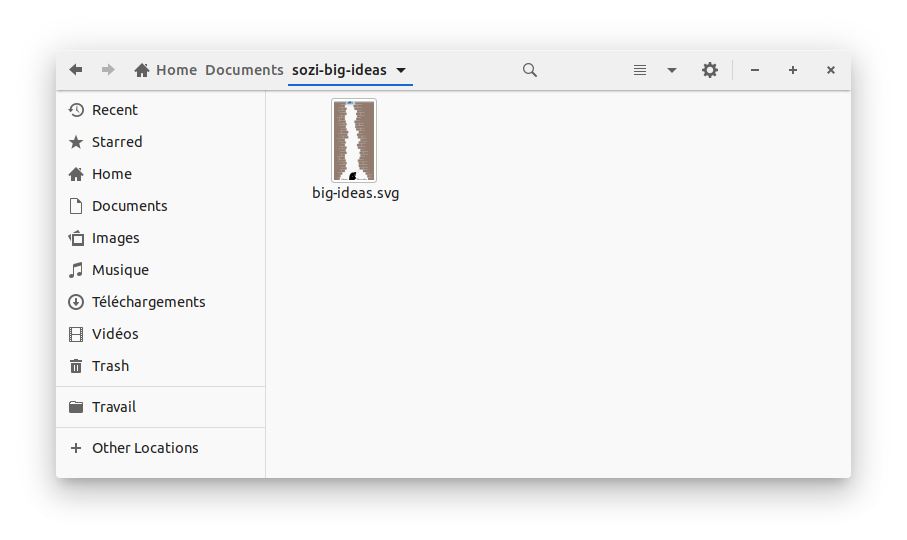 Home Documents sozi-big-ideas
Recent
Starred
Home
Documents
Images
Musique
Téléchargements
Vidéos
Trash
Travail
Other Locations
big-ideas.svg